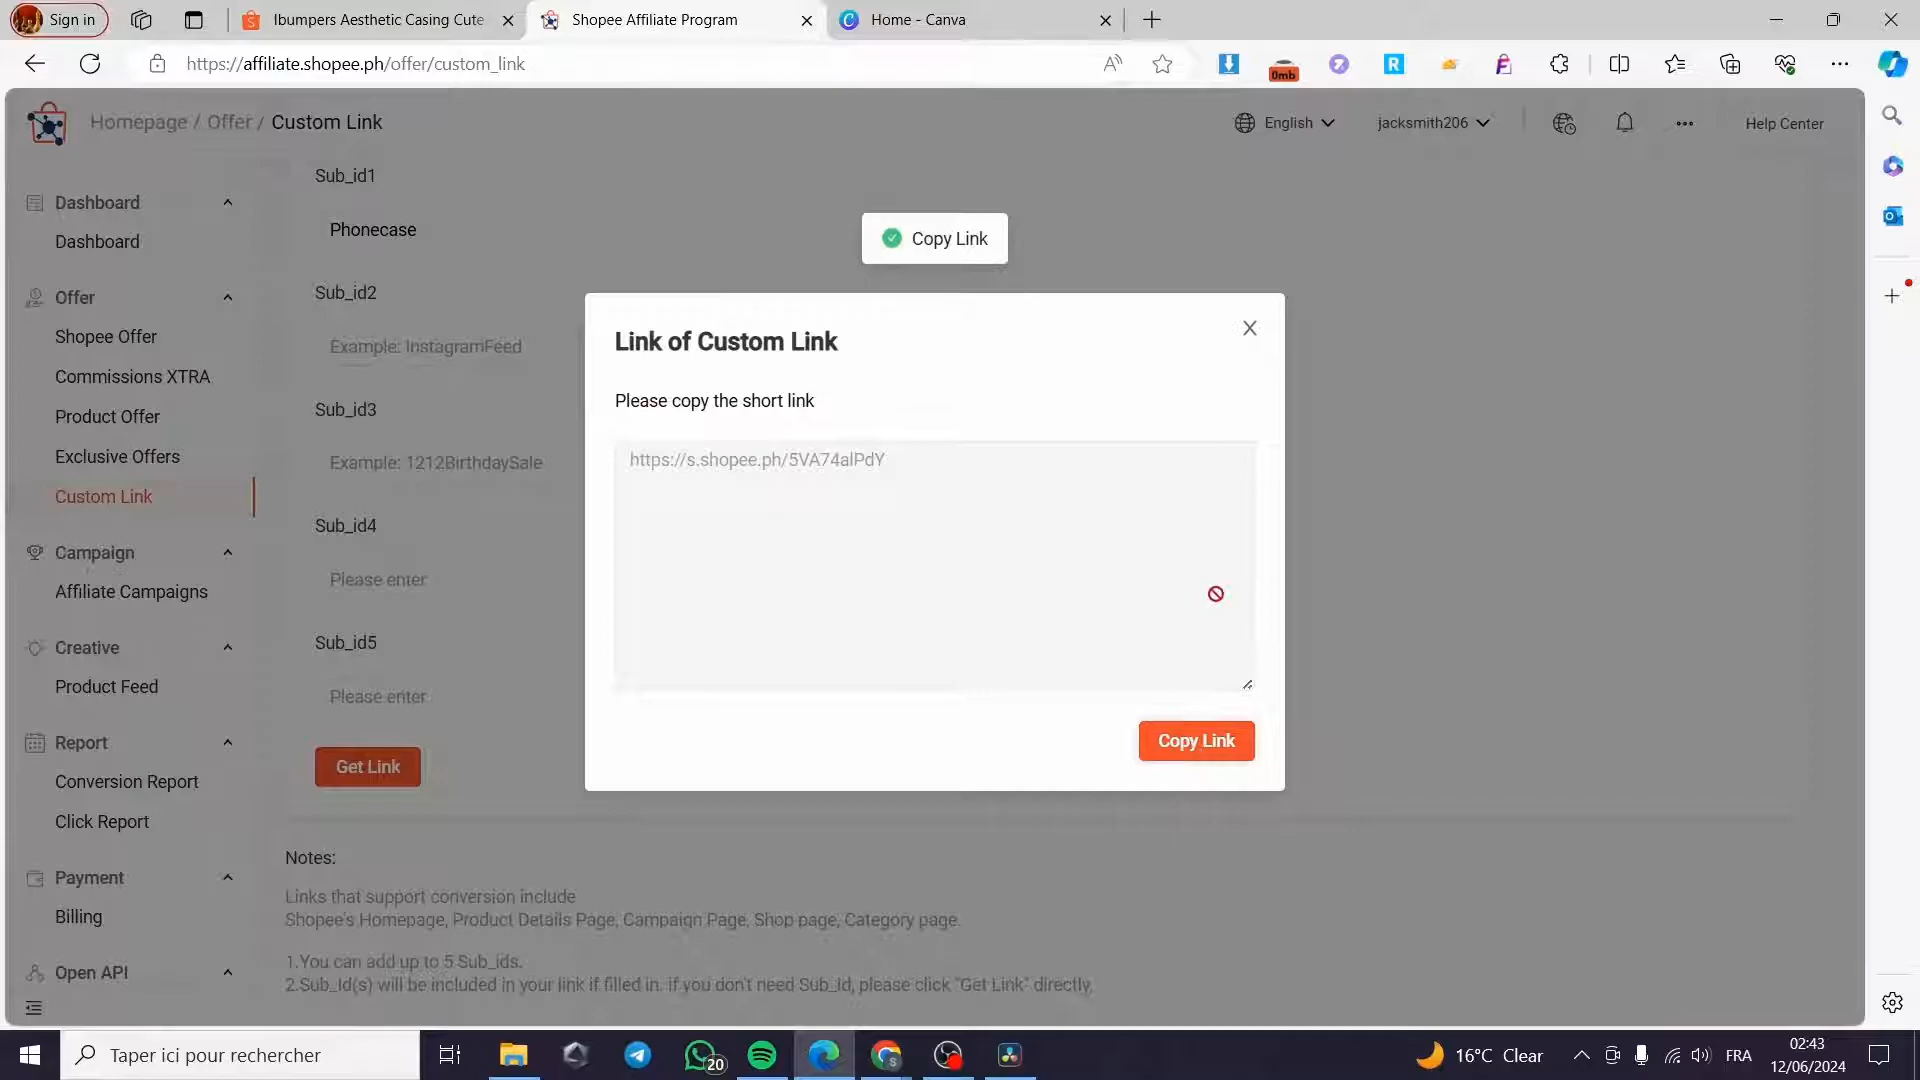 Sign in
Ibumpers Aesthetic Casing Cute
Shopee Affiliate Program
Home - Canva
https://affiliate.shopee.ph/offer/custom_link
0mb
Homepage / Offer / Custom Link
English
jacksmith206
Help Center
Dashboard
Dashboard
Offer
Shopee Offer
Commissions XTRA
Product Offer
Exclusive Offers
Custom Link
Campaign
Affiliate Campaigns
Creative
Product Feed
Report
Conversion Report
Click Report
Payment
Billing
Open API
Sub_id1
Phonecase
Sub_id2
Example: InstagramFeed
Sub_id3
Example: 1212BirthdaySale
Sub_id4
Please enter
Sub_id5
Please enter
Get Link
Copy Link
Link of Custom Link
Please copy the short link
https://s.shopee.ph/5VA74alPdY
Copy Link
Notes:
Links that support conversion include
Shopee's Homepage, Product Details Page, Campaign Page, Shop page, Category page.
1.You can add up to 5 Sub_ids.
2.Sub_Id(s) will be included in your link if filled in. if you don't need Sub_Id, please click "Get Link" directly.
Taper ici pour rechercher
20
16°C Clear
FRA
02:43
12/06/2024